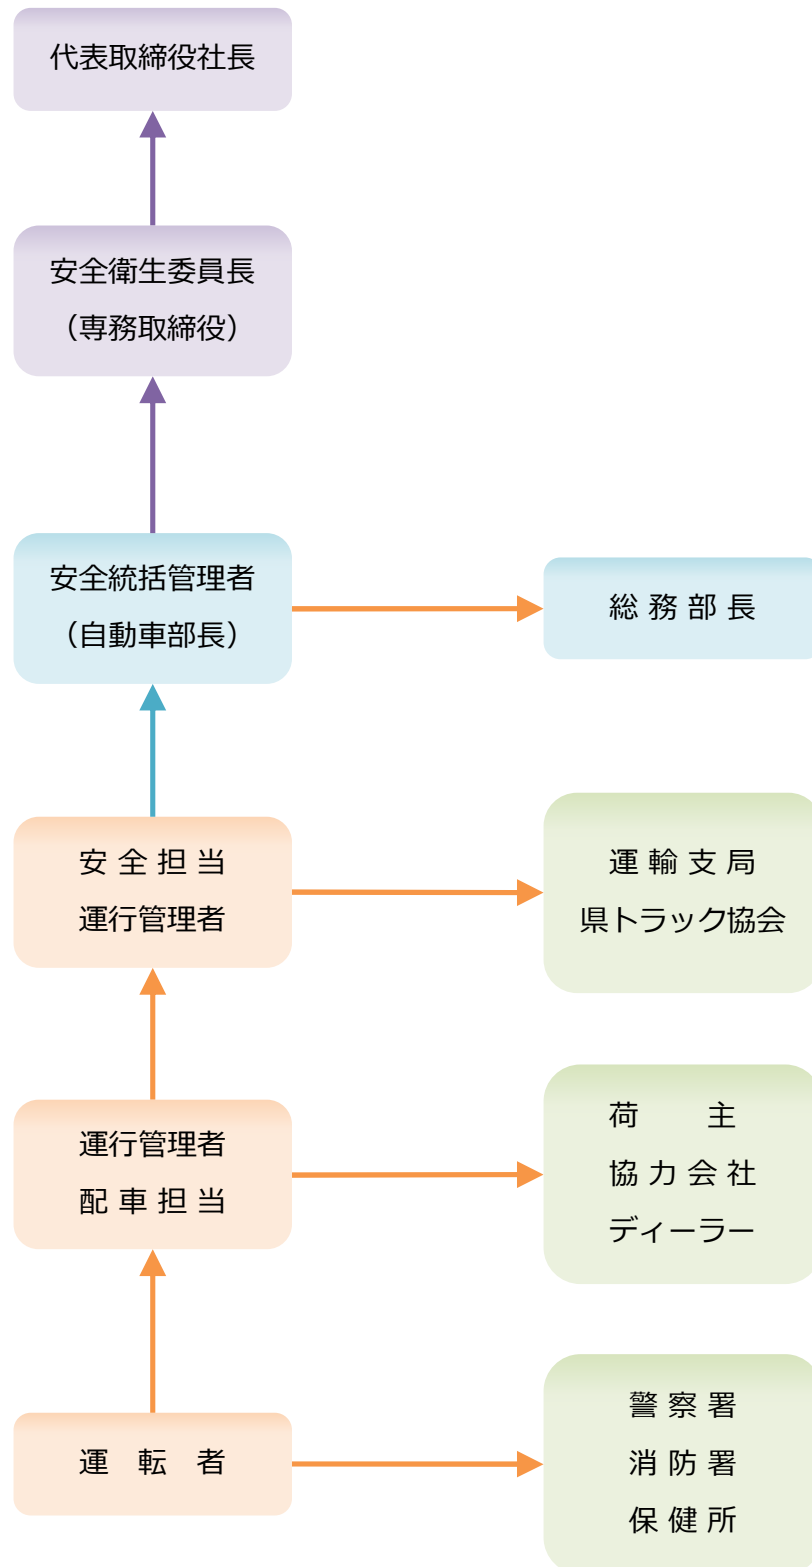 代表取締役社長
安全衛生委員長
（専務取締役）
安全統括管理者
（自動車部長）
総 務 部 長
安 全 担 当
運行管理者
運 輸 支 局
県トラック協会
運行管理者
配 車 担 当
荷　　主
協 力 会 社
ディーラー
運　転　者
警 察 署
消 防 署
保 健 所